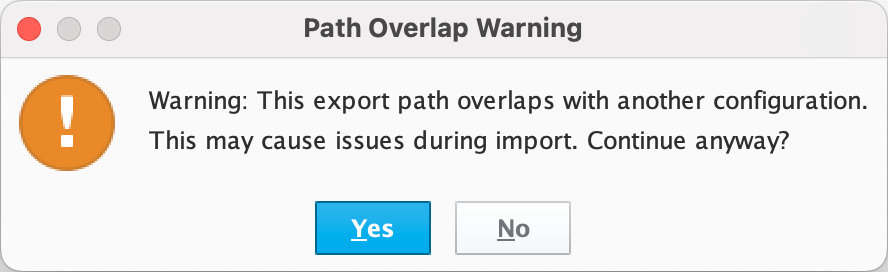 Path Overlap Warning
Warning: This export path overlaps with another configuration.
This may cause issues during import. Continue anyway?
Yes
No